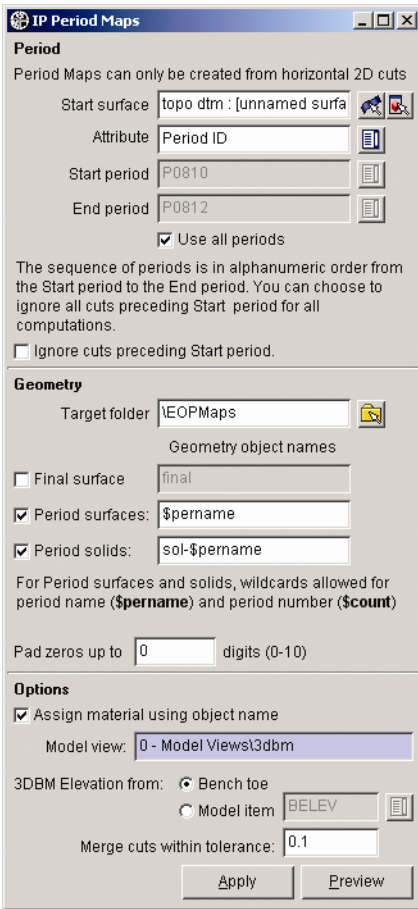 IP Period Maps
Period
Period Maps can only be created from horizontal 2D cuts
Start surface topo dtm : [unnamed surfa
Attribute Period ID
Start period P0810
End period P0812
Use all periods
The sequence of periods is in alphanumeric order from
the Start period to the End period. You can choose to
ignore all cuts preceding Start period for all
computations.
Ignore cuts preceding Start period.
Geometry
Target folder \EOPMaps
Geometry object names
Final surface final
Period surfaces: $pername
Period solids: sol-$pername
For Period surfaces and solids, wildcards allowed for
period name ($pername) and period number ($count)
Pad zeros up to 0 digits (0-10)
Options
Assign material using object name
Model view: 0 - Model Views\3dbm
3DBM Elevation from: Bench toe
Model item BELEV
Merge cuts within tolerance: 0.1
Apply Preview